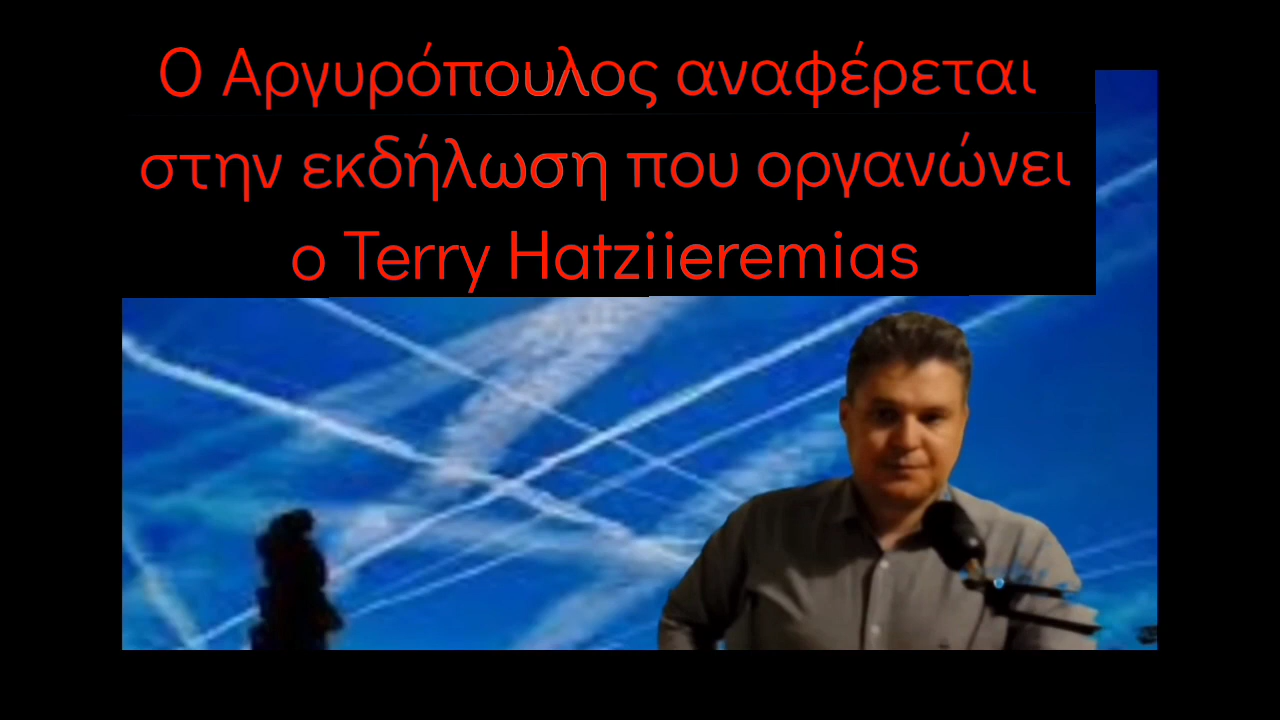 Ο Αργυρόπουλος αναφέρεται
στην εκδήλωση που οργανώνει
ο Terry Hatziieremias